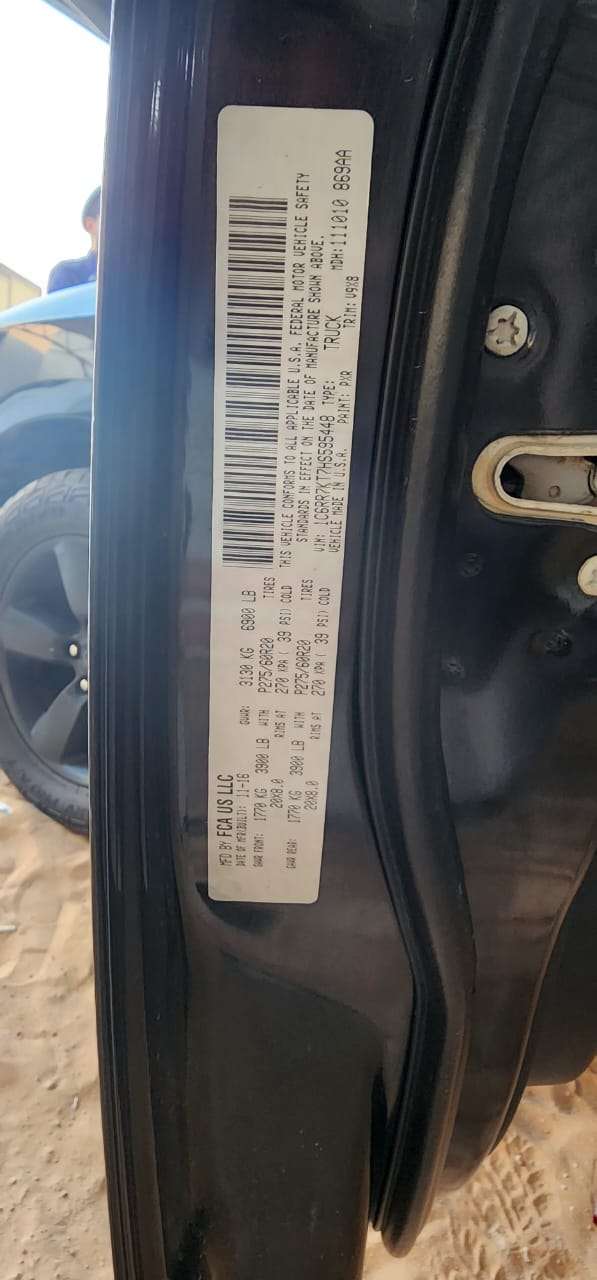 MFD BY FCA US LLC
DATE OF MFR(BUILT): 11-16 GVWR: 3130 KG 6900 LB
GAWR FRONT: 1770 KG 3900 LB WITH P275/60R20 TIRES
20X8.0 RIMS AT 270 KPA ( 39 PSI) COLD
GAWR REAR: 1770 KG 3900 LB WITH P275/60R20 TIRES
20X8.0 RIMS AT 270 KPA ( 39 PSI) COLD
THIS VEHICLE CONFORMS TO ALL APPLICABLE U.S.A. FEDERAL MOTOR VEHICLE SAFETY
STANDARDS IN EFFECT ON THE DATE OF MANUFACTURE SHOWN ABOVE.
VIN: 1C6RR7KT7HS595448 TYPE: TRUCK MDH: 111010 869AA
VEHICLE MADE IN U.S.A. PAINT: PXR TRIM: V9X8